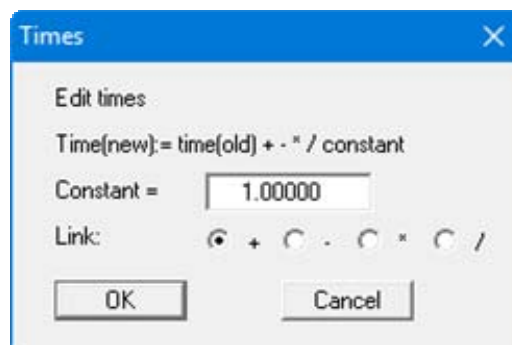 Times
Edit times
Time(new):= time(old) + - * / constant
Constant = 1.00000
Link: + - * /
OK Cancel